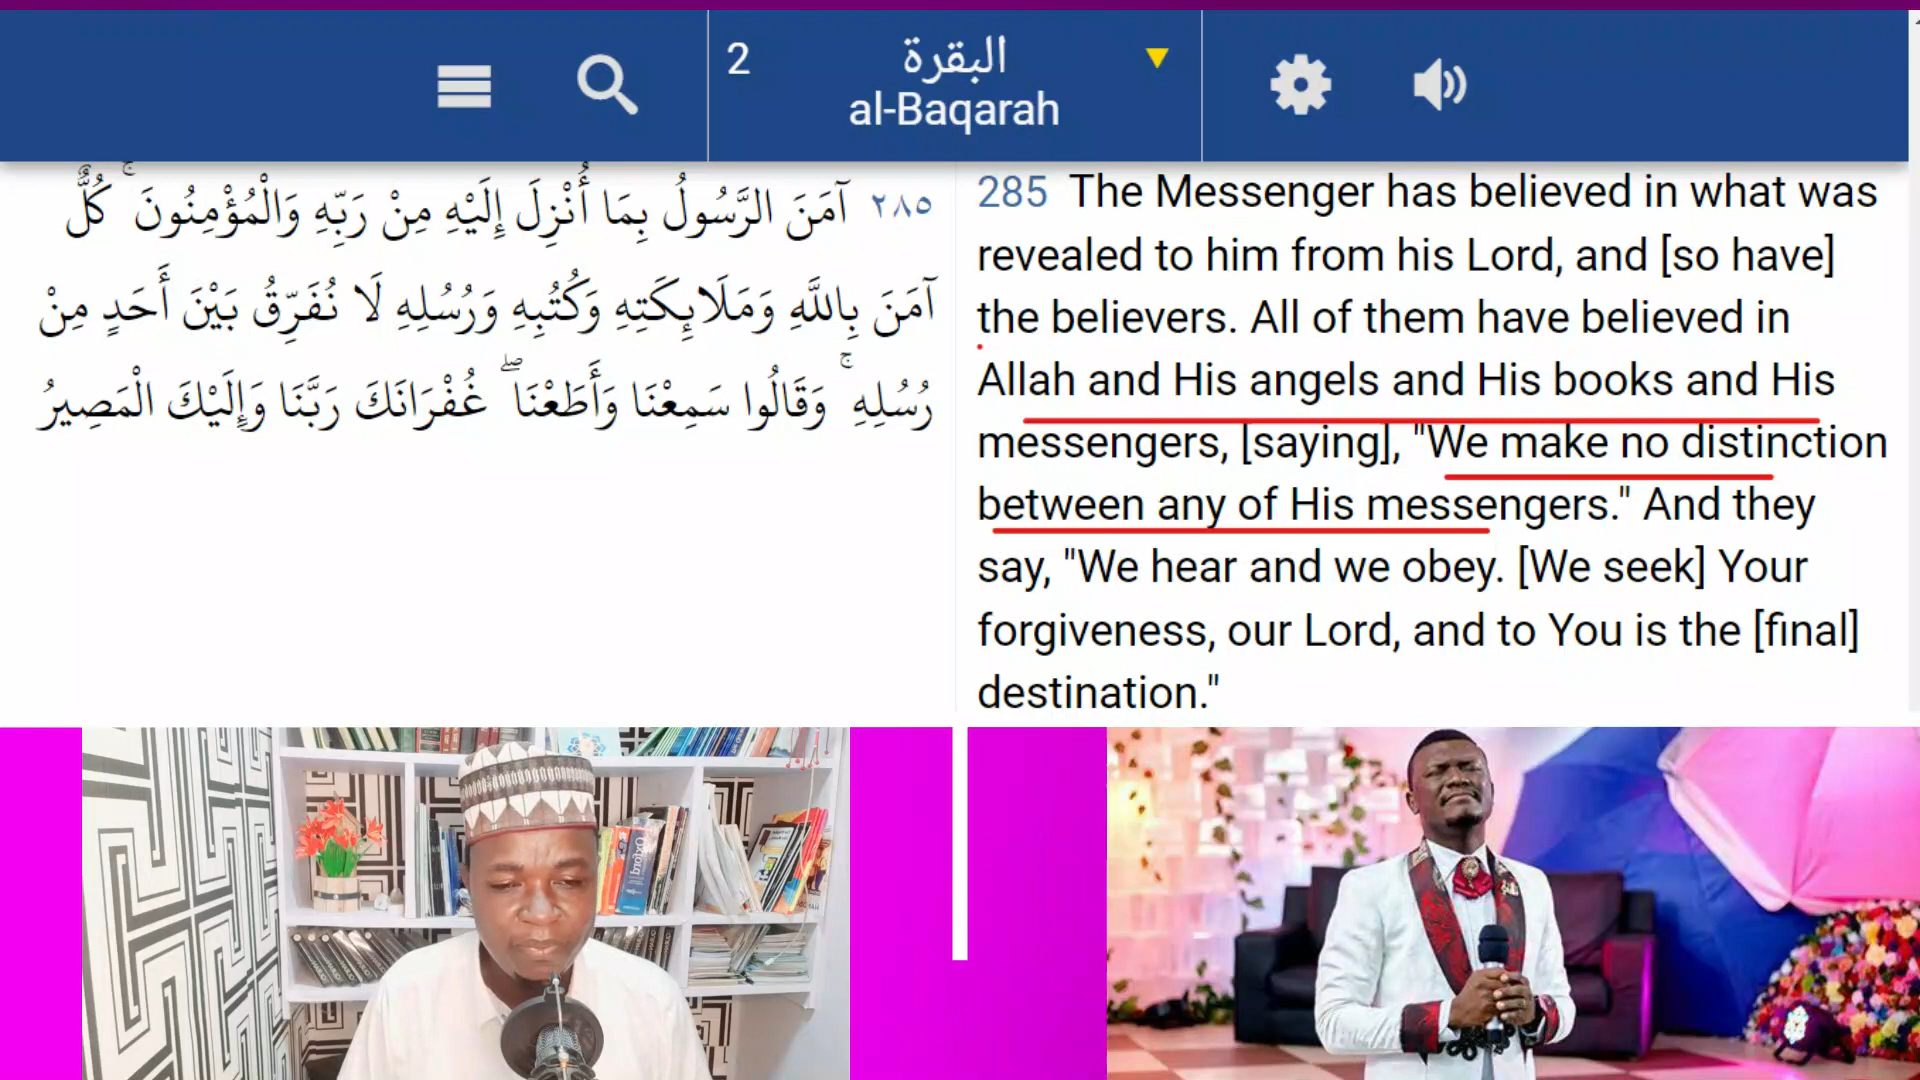 2
البقرة
al-Baqarah
٢٨٥ آمَنَ الرَّسُولُ بِمَا أُنْزِلَ إِلَيْهِ مِنْ رَبِّهِ وَالْمُؤْمِنُونَ ۚ كُلٌّ
آمَنَ بِاللَّهِ وَمَلَائِكَتِهِ وَكُتُبِهِ وَرُسُلِهِ لَا نُفَرِّقُ بَيْنَ أَحَدٍ مِنْ
رُسُلِهِ ۚ وَقَالُوا سَمِعْنَا وَأَطَعْنَا ۖ غُفْرَانَكَ رَبَّنَا وَإِلَيْكَ الْمَصِيرُ
285 The Messenger has believed in what was
revealed to him from his Lord, and [so have]
the believers. All of them have believed in
Allah and His angels and His books and His
messengers, [saying], "We make no distinction
between any of His messengers." And they
say, "We hear and we obey. [We seek] Your
forgiveness, our Lord, and to You is the [final]
destination."
Oxford